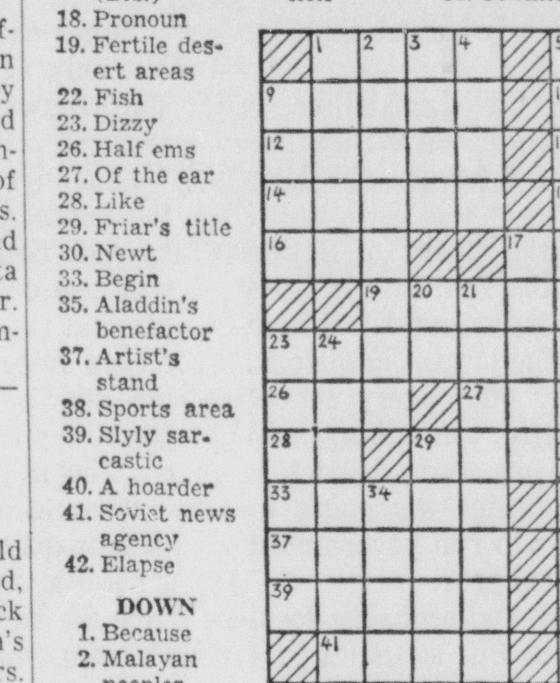 18. Pronoun
19. Fertile des-
ert areas
22. Fish
23. Dizzy
26. Half ems
27. Of the ear
28. Like
29. Friar's title
30. Newt
33. Begin
35. Aladdin's
benefactor
37. Artist's
stand
38. Sports area
39. Slyly sar-
castic
40. A hoarder
41. Soviet news
agency
42. Elapse
DOWN
1. Because
2. Malayan
1 2 3 4
9
12
14
16 17
19 20 21
23 24
26 27
28 29
33 34
37
39
41